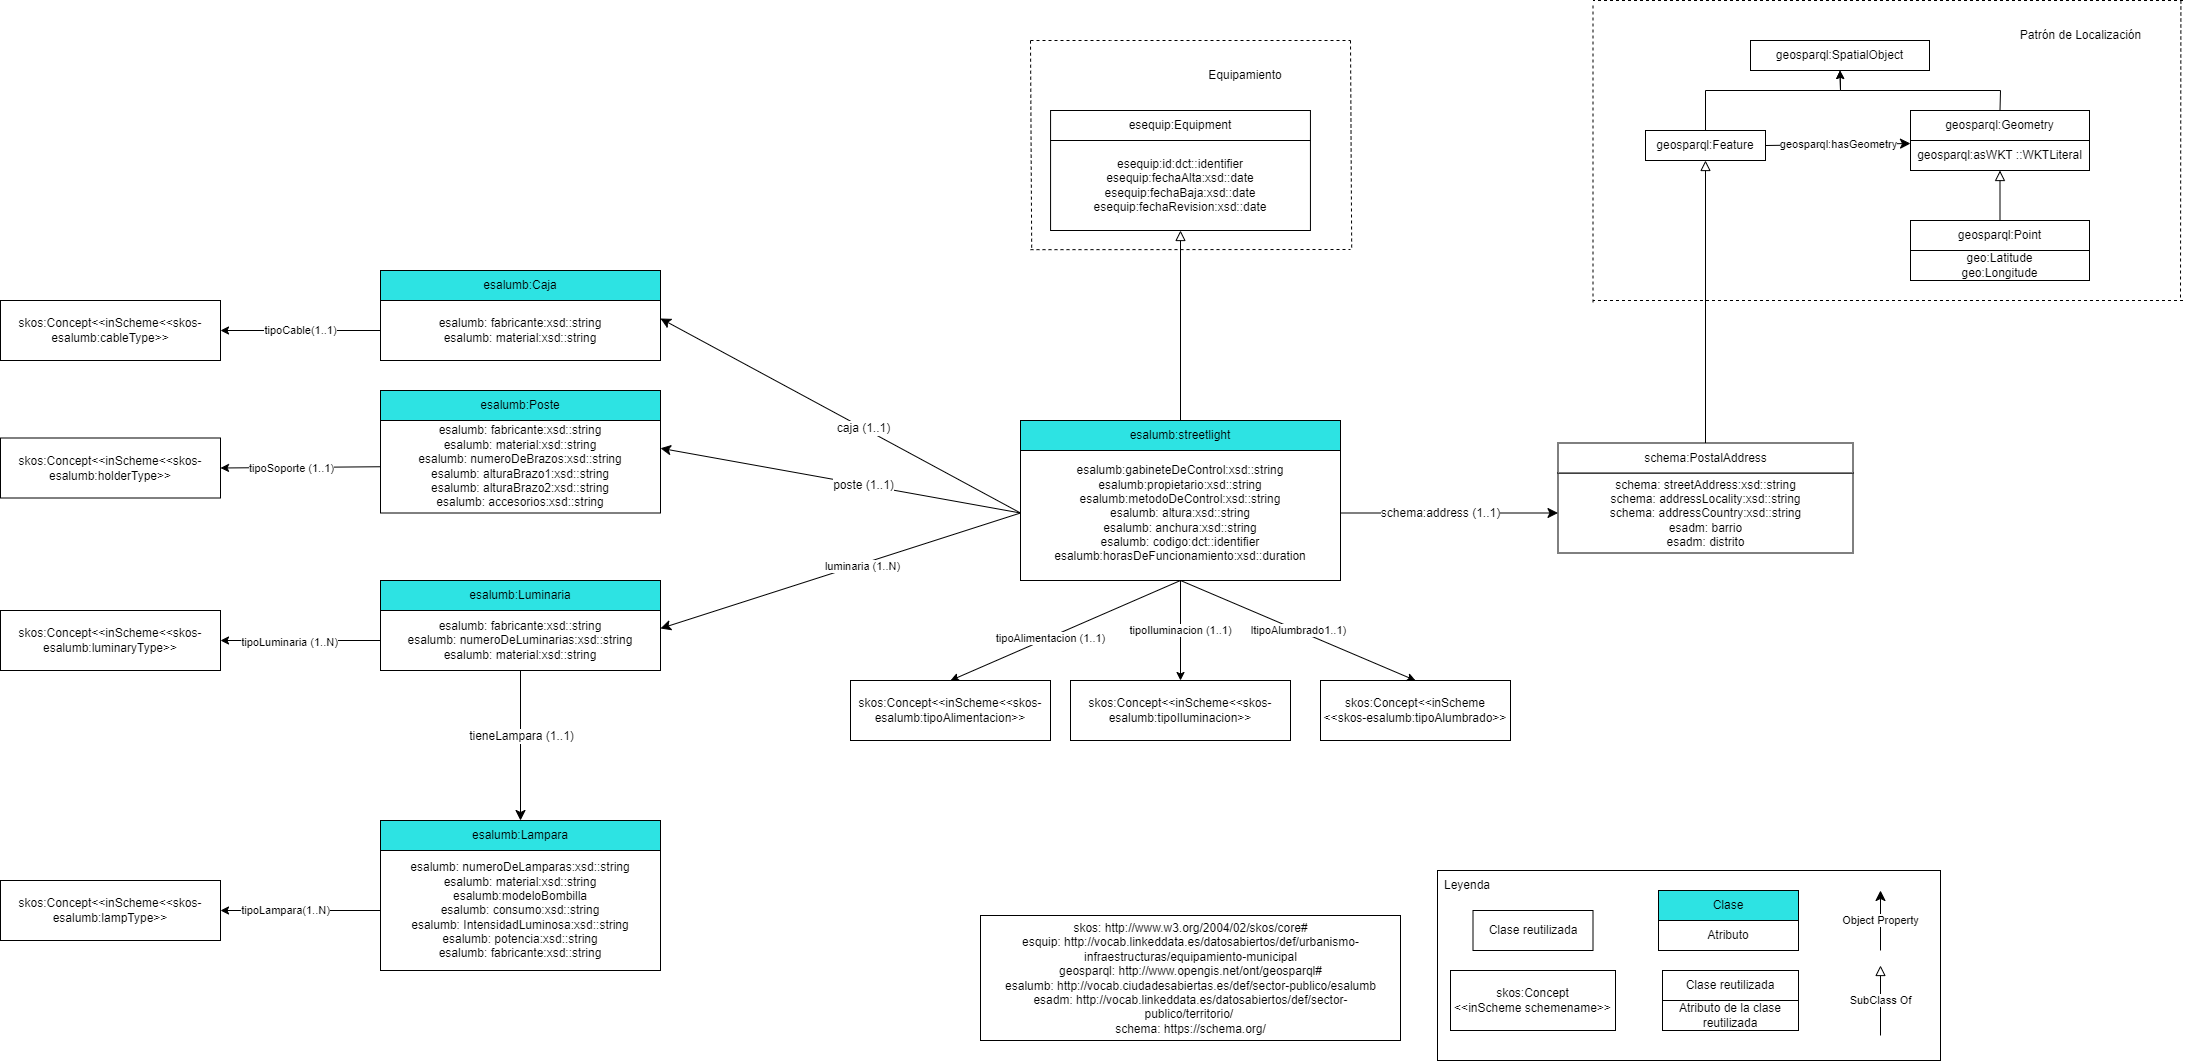 Patrón de Localización
geosparql:SpatialObject
geosparql:Feature
geosparql:hasGeometry
geosparql:Geometry
geosparql:asWKT ::WKTLiteral
geosparql:Point
geo:Latitude
geo:Longitude
Equipamiento
esequip:Equipment
esequip:id:dct::identifier
esequip:fechaAlta:xsd::date
esequip:fechaBaja:xsd::date
esequip:fechaRevision:xsd::date
esalumb:Caja
esalumb: fabricante:xsd::string
esalumb: material:xsd::string
tipoCable(1..1)
skos:Concept<<inScheme<<skos-
esalumb:cableType>>
esalumb:Poste
esalumb: fabricante:xsd::string
esalumb: material:xsd::string
esalumb: numeroDeBrazos:xsd::string
esalumb: alturaBrazo1:xsd::string
esalumb: alturaBrazo2:xsd::string
esalumb: accesorios:xsd::string
tipoSoporte (1..1)
skos:Concept<<inScheme<<skos-
esalumb:holderType>>
caja (1..1)
poste (1..1)
luminaria (1..N)
esalumb:streetlight
esalumb:gabineteDeControl:xsd::string
esalumb:propietario:xsd::string
esalumb:metodoDeControl:xsd::string
esalumb: altura:xsd::string
esalumb: anchura:xsd::string
esalumb: codigo:dct::identifier
esalumb:horasDeFuncionamiento:xsd::duration
schema:address (1..1)
schema:PostalAddress
schema: streetAddress:xsd::string
schema: addressLocality:xsd::string
schema: addressCountry:xsd::string
esadm: barrio
esadm: distrito
esalumb:Luminaria
esalumb: fabricante:xsd::string
esalumb: numeroDeLuminarias:xsd::string
esalumb: material:xsd::string
tipoLuminaria (1..N)
skos:Concept<<inScheme<<skos-
esalumb:luminaryType>>
tipoAlimentacion (1..1)
tipoIluminacion (1..1)
ltipoAlumbrado1..1)
skos:Concept<<inScheme<<skos-
esalumb:tipoAlimentacion>>
skos:Concept<<inScheme<<skos-
esalumb:tipoIluminacion>>
skos:Concept<<inScheme
<<skos-esalumb:tipoAlumbrado>>
tieneLampara (1..1)
esalumb:Lampara
esalumb: numeroDeLamparas:xsd::string
esalumb: material:xsd::string
esalumb:modeloBombilla
esalumb: consumo:xsd::string
esalumb: IntensidadLuminosa:xsd::string
esalumb: potencia:xsd::string
esalumb: fabricante:xsd::string
tipoLampara(1..N)
skos:Concept<<inScheme<<skos-
esalumb:lampType>>
skos: http://www.w3.org/2004/02/skos/core#
esquip: http://vocab.linkeddata.es/datosabiertos/def/urbanismo-
infraestructuras/equipamiento-municipal
geosparql: http://www.opengis.net/ont/geosparql#
esalumb: http://vocab.ciudadesabiertas.es/def/sector-publico/esalumb
esadm: http://vocab.linkeddata.es/datosabiertos/def/sector-
publico/territorio/
schema: https://schema.org/
Leyenda
Clase reutilizada
Clase
Atributo
Object Property
skos:Concept
<<inScheme schemename>>
Clase reutilizada
Atributo de la clase
reutilizada
SubClass Of